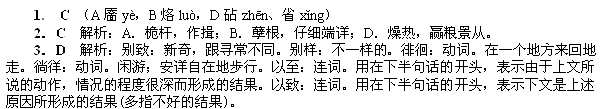 1. C （A靥 yè，B 烙 luò，D 砧 zhēn、省 xǐng）
2. C 解析：A．桅杆，作揖；B．孽根，仔细端详；D．燥热，赢粮景从。
3. D 解析：别致：新奇，跟寻常不同。别样：不一样的。徘徊：动词。在一个地方来回地
走。徜徉：动词。闲游；安详自在地步行。以至：连词。用在下半句话的开头，表示由于上文所
说的动作，情况的程度很深而形成的结果。以致：连词。用在下半句话的开头，表示下文是上述
原因所形成的结果(多指不好的结果)。